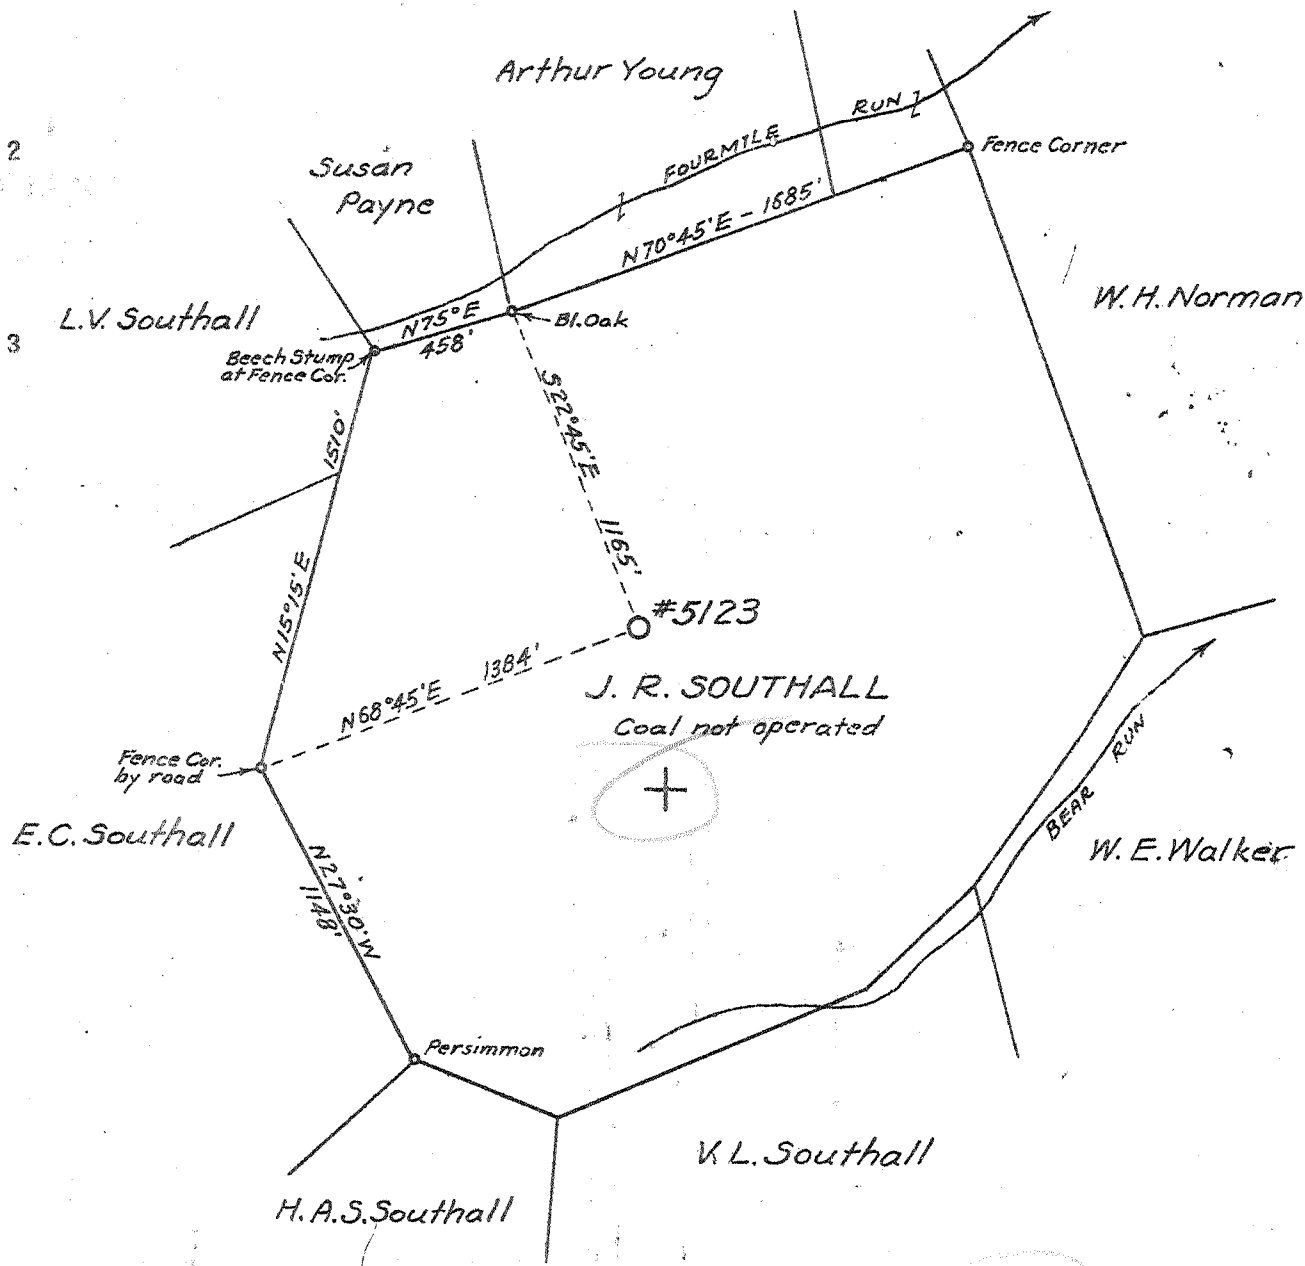 Arthur Young
RUN
FOURMILE
Fence Corner
2
Susan
Payne
N70°45'E - 1685'
W.H. Norman
L.V. Southall
N75°E
458'
Bl. Oak
3
Beech Stump
at Fence Cor.
S22°45'E
1165'
1510'
N15°15'E
#5123
N68°45'E 1384'
J. R. SOUTHALL
Coal not operated
Fence Cor.
by road
RUN
BEAR
E.C. Southall
W. E. Walker
N27°30'W
1148'
Persimmon
V. L. Southall
H.A.S. Southall